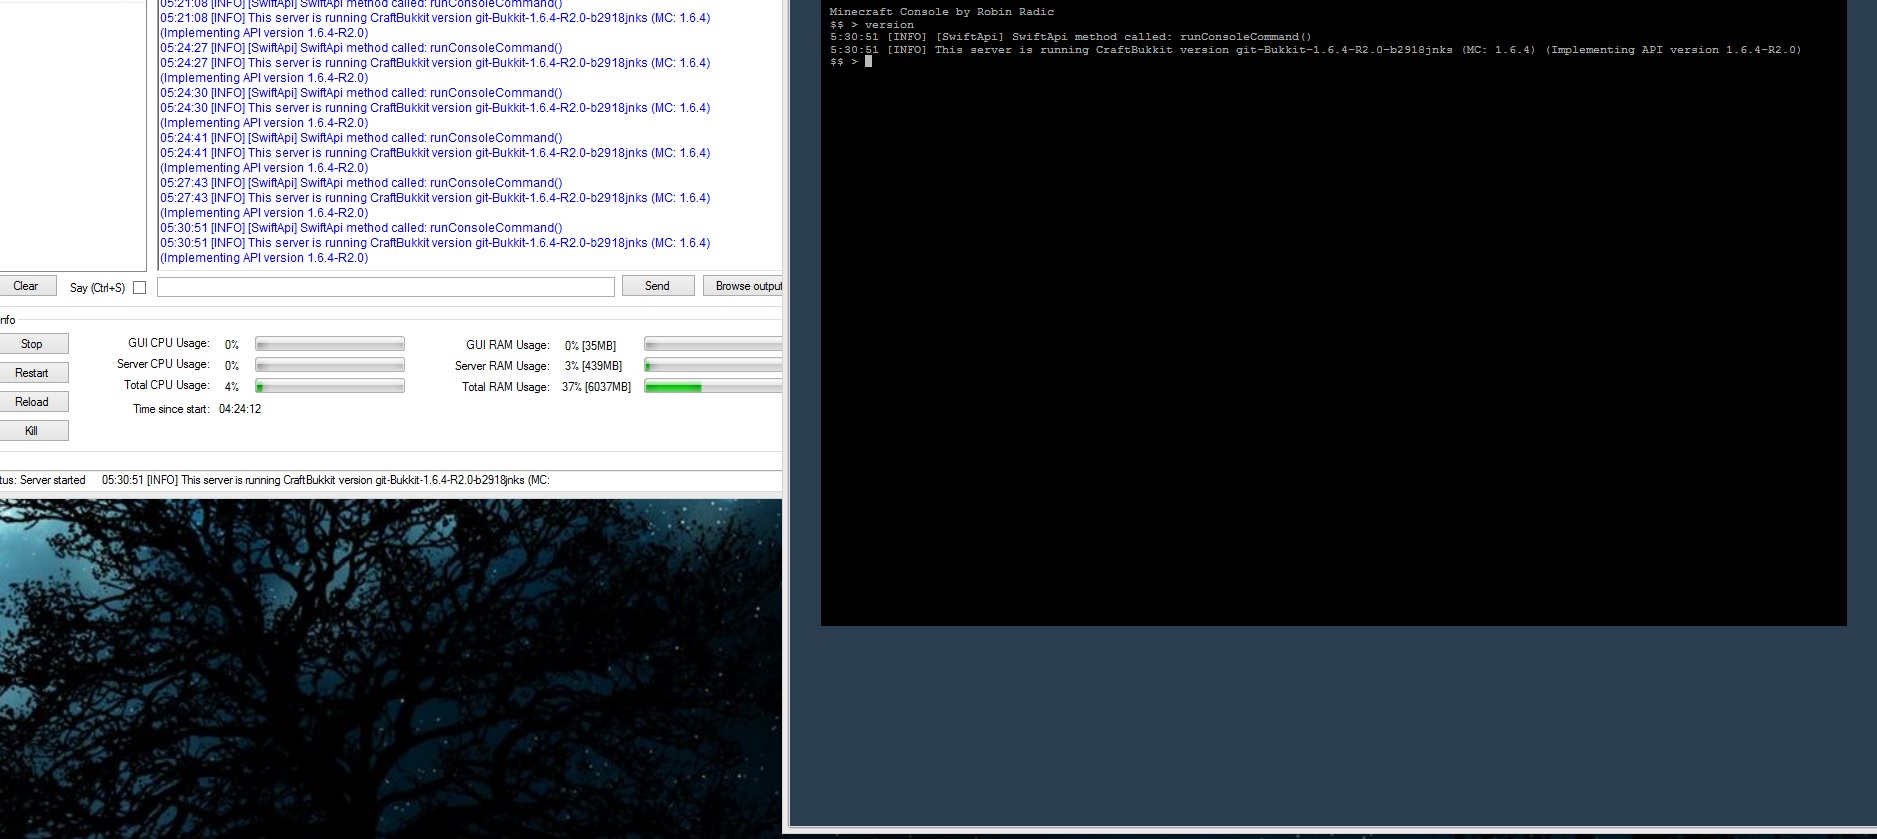 05:21:08 [INFO] [SwiftApi] SwiftApi method called: runConsoleCommand()
05:21:08 [INFO] This server is running CraftBukkit version git-Bukkit-1.6.4-R2.0-b2918jnks (MC: 1.6.4)
(Implementing API version 1.6.4-R2.0)
05:24:27 [INFO] [SwiftApi] SwiftApi method called: runConsoleCommand()
05:24:27 [INFO] This server is running CraftBukkit version git-Bukkit-1.6.4-R2.0-b2918jnks (MC: 1.6.4)
(Implementing API version 1.6.4-R2.0)
05:24:30 [INFO] [SwiftApi] SwiftApi method called: runConsoleCommand()
05:24:30 [INFO] This server is running CraftBukkit version git-Bukkit-1.6.4-R2.0-b2918jnks (MC: 1.6.4)
(Implementing API version 1.6.4-R2.0)
05:24:41 [INFO] [SwiftApi] SwiftApi method called: runConsoleCommand()
05:24:41 [INFO] This server is running CraftBukkit version git-Bukkit-1.6.4-R2.0-b2918jnks (MC: 1.6.4)
(Implementing API version 1.6.4-R2.0)
05:27:43 [INFO] [SwiftApi] SwiftApi method called: runConsoleCommand()
05:27:43 [INFO] This server is running CraftBukkit version git-Bukkit-1.6.4-R2.0-b2918jnks (MC: 1.6.4)
(Implementing API version 1.6.4-R2.0)
05:30:51 [INFO] [SwiftApi] SwiftApi method called: runConsoleCommand()
05:30:51 [INFO] This server is running CraftBukkit version git-Bukkit-1.6.4-R2.0-b2918jnks (MC: 1.6.4)
(Implementing API version 1.6.4-R2.0)
Clear Say (Ctrl+S) Send Browse output
nfo
Stop
Restart
Reload
Kill
GUI CPU Usage: 0%
Server CPU Usage: 0%
Total CPU Usage: 4%
Time since start: 04:24:12
GUI RAM Usage: 0% [35MB]
Server RAM Usage: 3% [439MB]
Total RAM Usage: 37% [6037MB]
tus: Server started 05:30:51 [INFO] This server is running CraftBukkit version git-Bukkit-1.6.4-R2.0-b2918jnks (MC:
Minecraft Console by Robin Radic
$$ > version
5:30:51 [INFO] [SwiftApi] SwiftApi method called: runConsoleCommand()
5:30:51 [INFO] This server is running CraftBukkit version git-Bukkit-1.6.4-R2.0-b2918jnks (MC: 1.6.4) (Implementing API version 1.6.4-R2.0)
$$ >